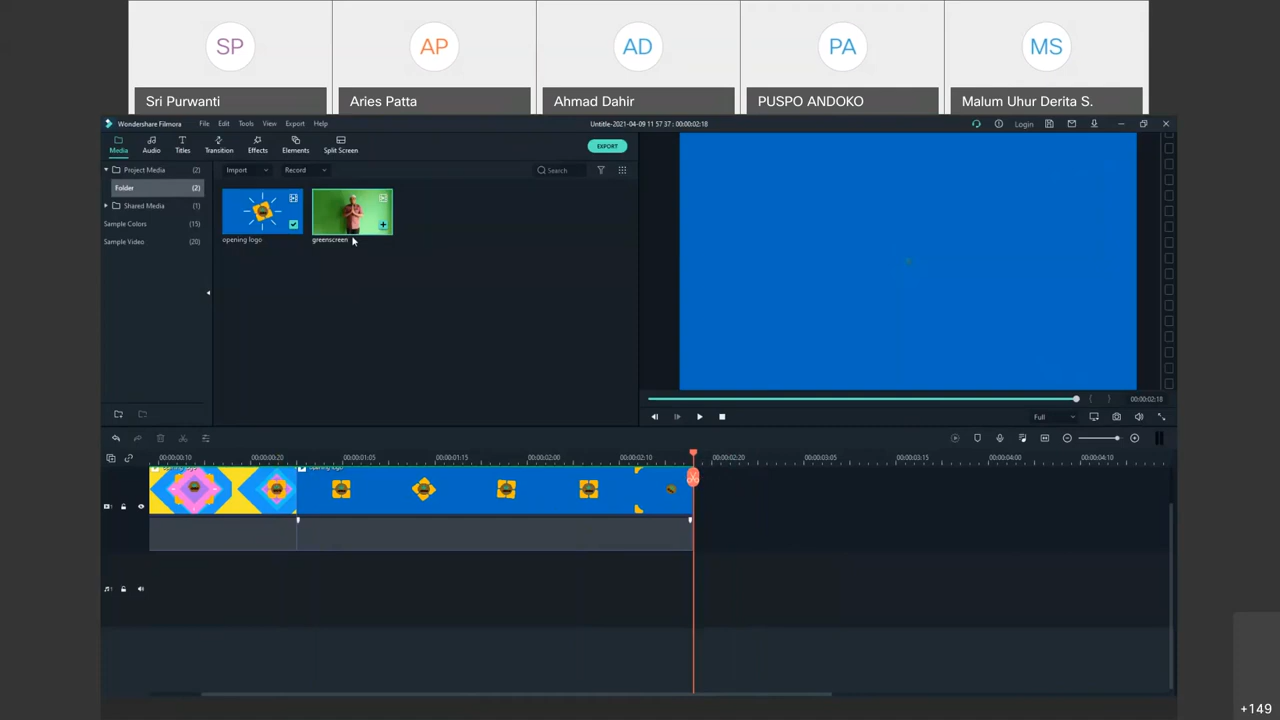 SP
AP
AD
PA
MS
Sri Purwanti
Aries Patta
Ahmad Dahir
PUSPO ANDOKO
Malum Uhur Derita S.
Wondershare Filmora
File Edit Tools View Export Help
Untitle-2021-04-09 11 57 37 : 00:00:02:18
Login
Media
Audio
Titles
Transition
Effects
Elements
Split Screen
EXPORT
Project Media (2)
Folder (2)
Shared Media (1)
Sample Colors (15)
Sample Video (20)
Import
Record
Search
opening logo
greenscreen
00:00:02:18
Full
00:00:00:10
00:00:00:20
00:00:01:05
00:00:01:15
00:00:02:00
00:00:02:10
00:00:02:20
00:00:03:05
00:00:03:15
00:00:04:00
00:00:04:10
opening logo
+149